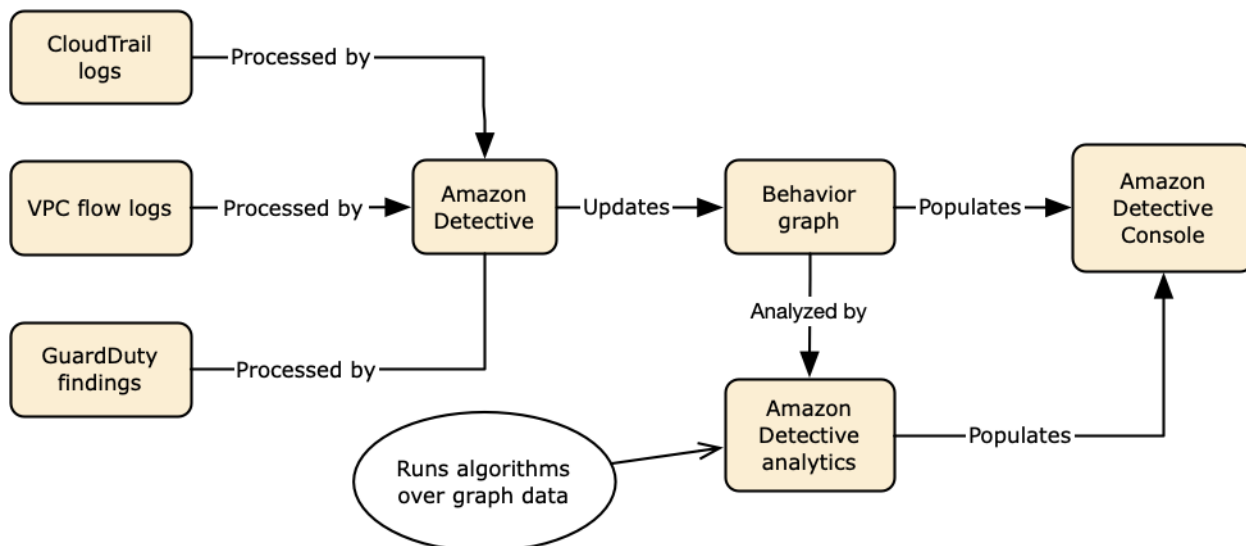 CloudTrail
logs
Processed by
VPC flow logs
Processed by
GuardDuty
findings
Processed by
Amazon
Detective
Updates
Behavior
graph
Populates
Amazon
Detective
Console
Analyzed by
Amazon
Detective
analytics
Populates
Runs algorithms
over graph data